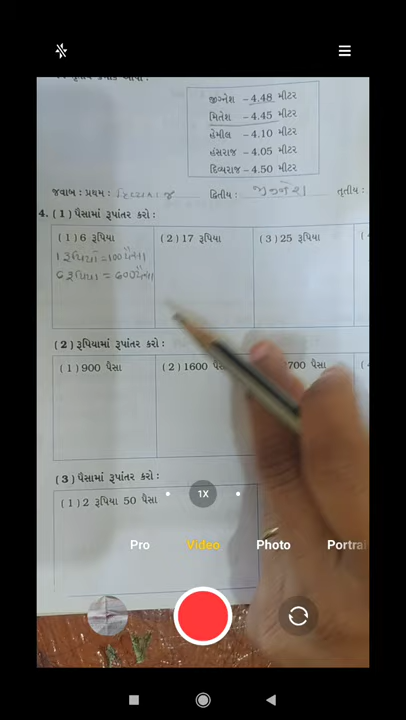 જીગ્નેશ – 4.48 મીટર
મિતેશ – 4.45 મીટર
હેમીલ – 4.10 મીટર
હંસરાજ – 4.05 મીટર
દિવ્યરાજ – 4.50 મીટર
જવાબ : પ્રથમ : દિવ્યરાજ દ્વિતીય : જીગ્નેશ તૃતીય :
4. (1) પૈસામાં રૂપાંતર કરો :
(1) 6 રૂપિયા (2) 17 રૂપિયા (3) 25 રૂપિયા
1 રૂપિયા = 100 પૈસા
6 રૂપિયા = 600 પૈસા
(2) રૂપિયામાં રૂપાંતર કરો :
(1) 900 પૈસા (2) 1600 700 પૈસા
(3) પૈસામાં રૂપાંતર કરો :
(1) 2 રૂપિયા 50 પૈસા
1X
Pro Video Photo Portrai